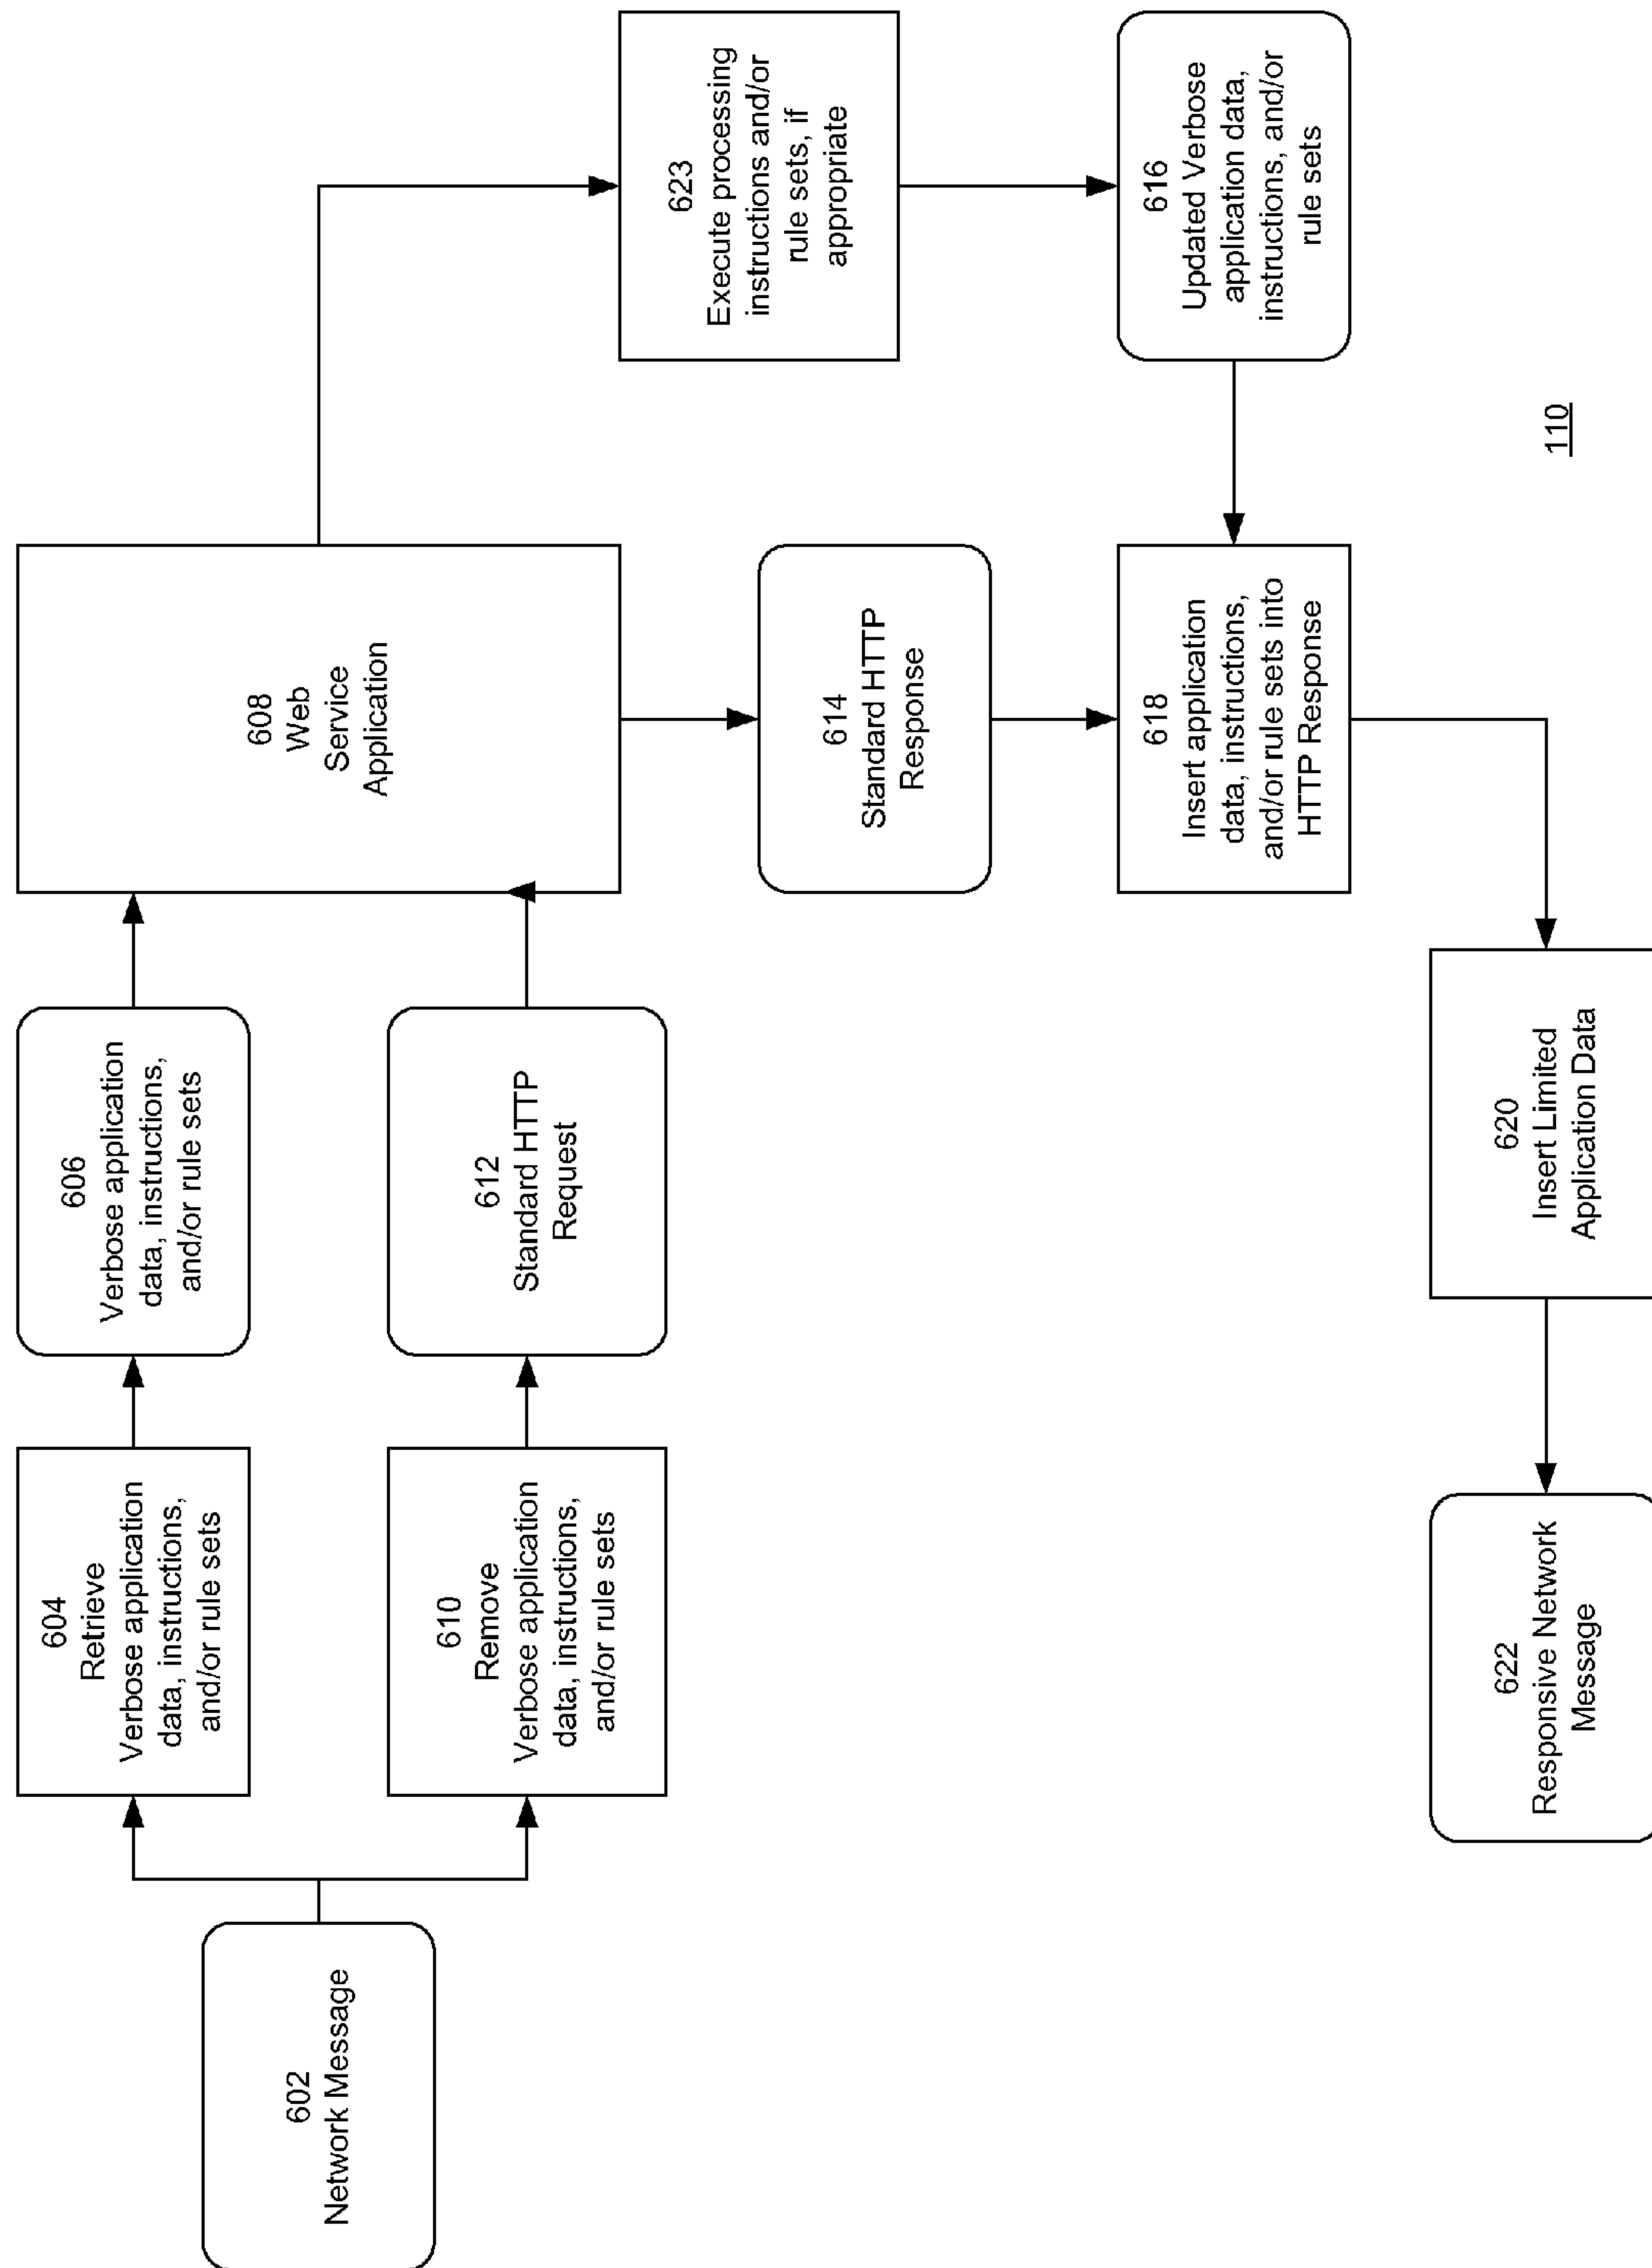 602
Network Message
604
Retrieve
Verbose application
data, instructions,
and/or rule sets
606
Verbose application
data, instructions,
and/or rule sets
608
Web
Service
Application
610
Remove
Verbose application
data, instructions,
and/or rule sets
612
Standard HTTP
Request
623
Execute processing
instructions and/or
rule sets, if
appropriate
614
Standard HTTP
Response
616
Updated Verbose
application data,
instructions, and/or
rule sets
618
Insert application
data, instructions,
and/or rule sets into
HTTP Response
622
Responsive Network
Message
620
Insert Limited
Application Data
110